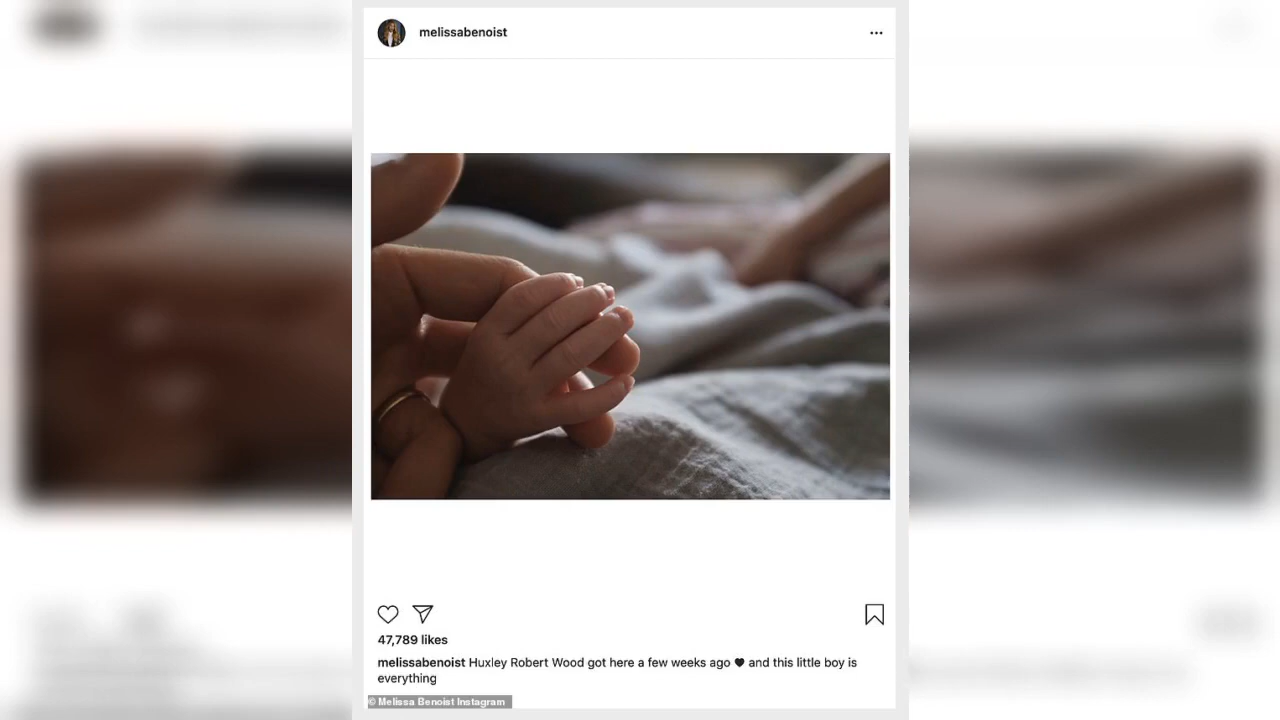 melissabenoist
47,789 likes
melissabenoist Huxley Robert Wood got here a few weeks ago 🖤 and this little boy is
everything
© Melissa Benoist Instagram